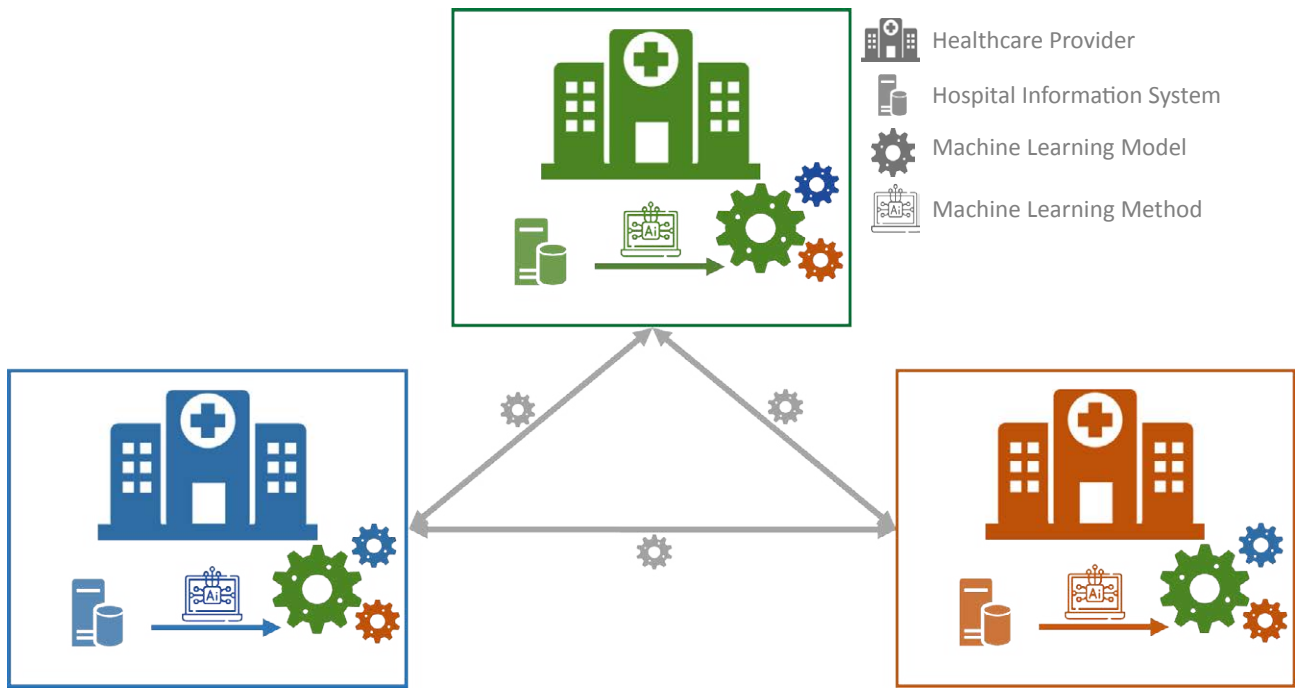 Healthcare Provider
Hospital Information System
Machine Learning Model
Machine Learning Method
Ai
Ai
Ai